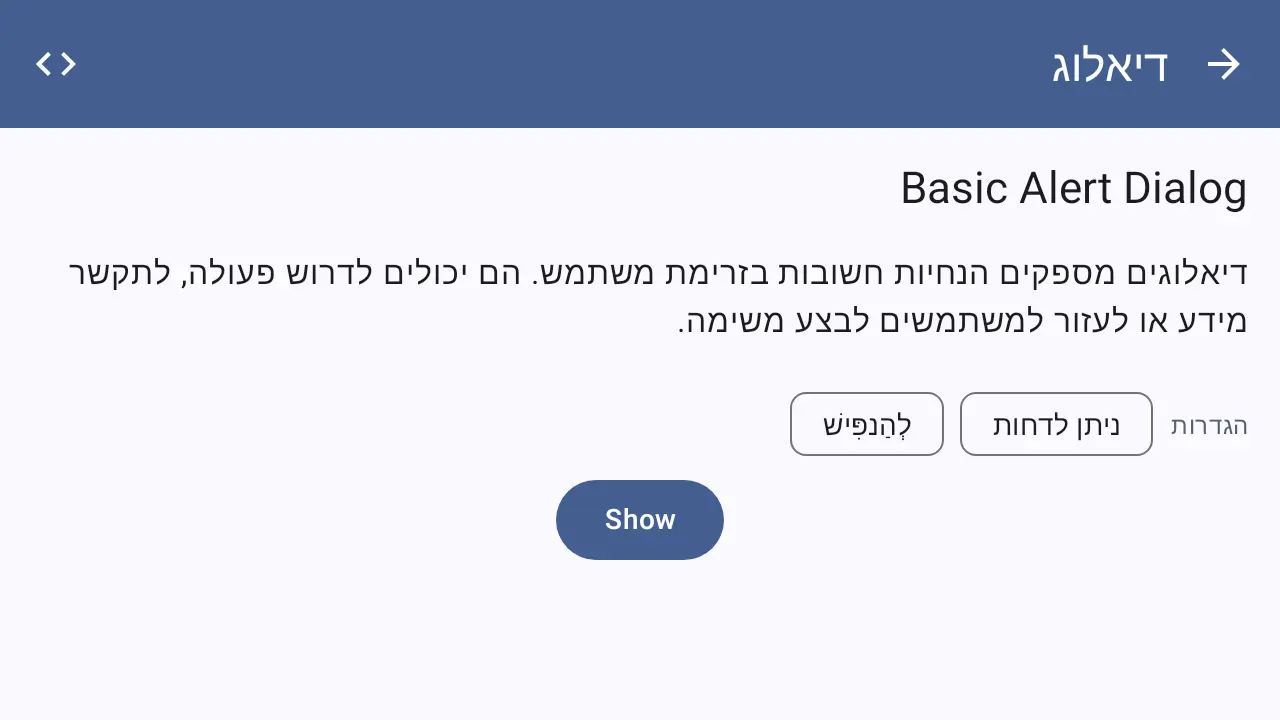 דיאלוג
Basic Alert Dialog
דיאלוגים מספקים הנחיות חשובות בזרימת משתמש. הם יכולים לדרוש פעולה, לתקשר
מידע או לעזור למשתמשים לבצע משימה.
הגדרות ניתן לדחות לְהַנפִּישׁ
Show